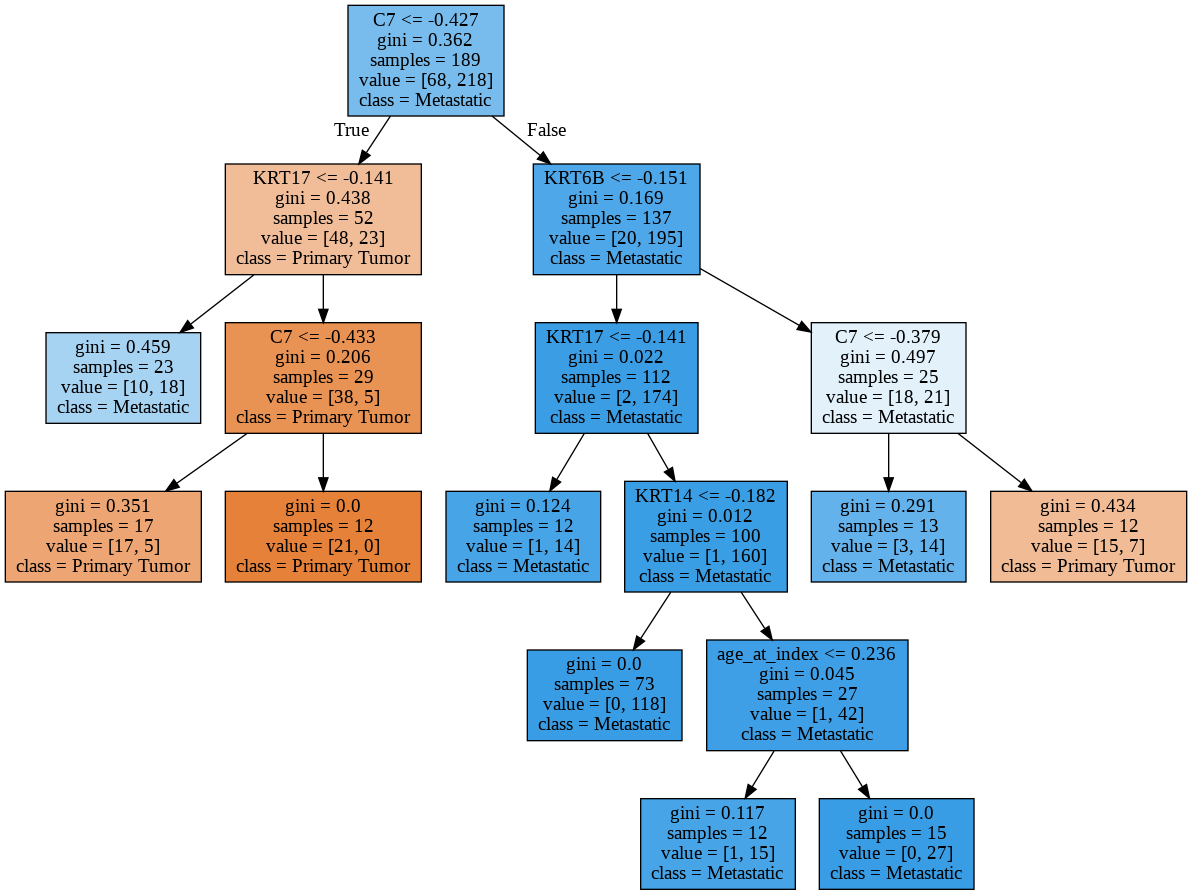 C7 <= -0.427
gini = 0.362
samples = 189
value = [68, 218]
class = Metastatic
True
False
KRT17 <= -0.141
gini = 0.438
samples = 52
value = [48, 23]
class = Primary Tumor
KRT6B <= -0.151
gini = 0.169
samples = 137
value = [20, 195]
class = Metastatic
gini = 0.459
samples = 23
value = [10, 18]
class = Metastatic
C7 <= -0.433
gini = 0.206
samples = 29
value = [38, 5]
class = Primary Tumor
KRT17 <= -0.141
gini = 0.022
samples = 112
value = [2, 174]
class = Metastatic
C7 <= -0.379
gini = 0.497
samples = 25
value = [18, 21]
class = Metastatic
gini = 0.351
samples = 17
value = [17, 5]
class = Primary Tumor
gini = 0.0
samples = 12
value = [21, 0]
class = Primary Tumor
gini = 0.124
samples = 12
value = [1, 14]
class = Metastatic
KRT14 <= -0.182
gini = 0.012
samples = 100
value = [1, 160]
class = Metastatic
gini = 0.291
samples = 13
value = [3, 14]
class = Metastatic
gini = 0.434
samples = 12
value = [15, 7]
class = Primary Tumor
gini = 0.0
samples = 73
value = [0, 118]
class = Metastatic
age_at_index <= 0.236
gini = 0.045
samples = 27
value = [1, 42]
class = Metastatic
gini = 0.117
samples = 12
value = [1, 15]
class = Metastatic
gini = 0.0
samples = 15
value = [0, 27]
class = Metastatic